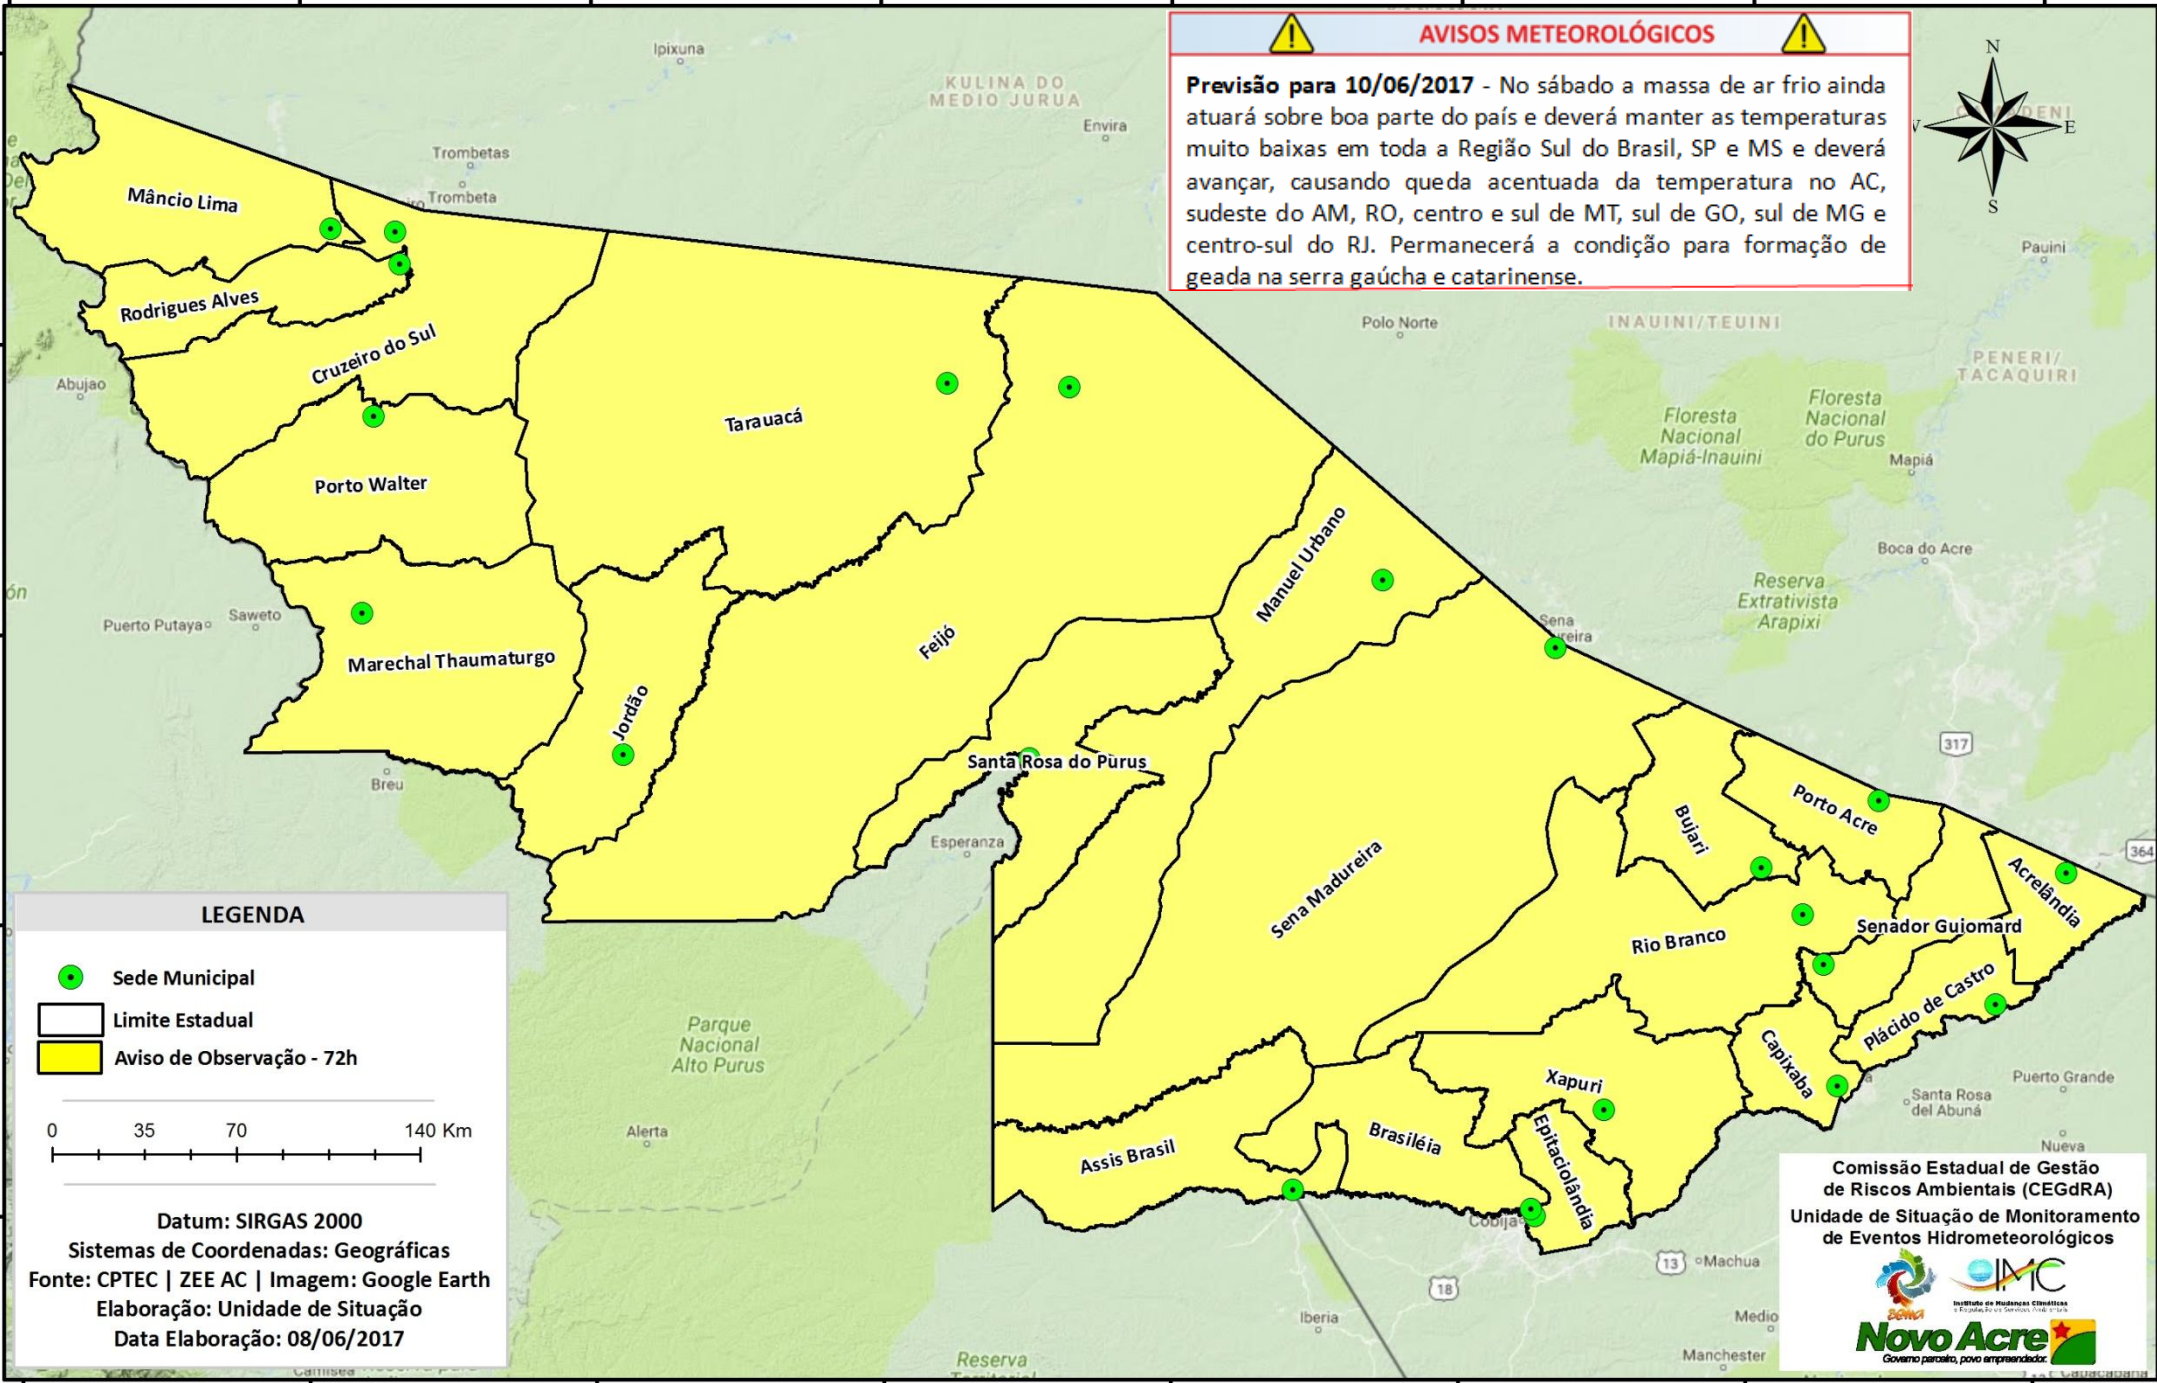 AVISOS METEOROLÓGICOS
Previsão para 10/06/2017 - No sábado a massa de ar frio ainda
atuará sobre boa parte do país e deverá manter as temperaturas
muito baixas em toda a Região Sul do Brasil, SP e MS e deverá
avançar, causando queda acentuada da temperatura no AC,
sudeste do AM, RO, centro e sul de MT, sul de GO, sul de MG e
centro-sul do RJ. Permanecerá a condição para formação de
geada na serra gaúcha e catarinense.
N
E
S
Ipixuna
KULINA DO
MEDIO JURUA
Envira
Trombetas
Trombeta
Mâncio Lima
Rodrigues Alves
Cruzeiro do Sul
Abujao
Porto Walter
Tarauacá
Polo Norte
INAUINI/TEUINI
Pauini
PENERI/
TACAQUIRI
Floresta
Nacional
do Purus
Floresta
Nacional
Mapiá-Inauini
Mapiá
Boca do Acre
Reserva
Extrativista
Arapixi
Manuel Urbano
Sena
Puerto Putaya
Saweto
Marechal Thaumaturgo
Feijó
Jordão
Breu
Santa Rosa do Purus
Esperanza
317
364
Porto Acre
Bujari
Acrelândia
Sena Madureira
Rio Branco
Senador Guiomard
Plácido de Castro
Capixaba
Xapuri
Epitaciolândia
Brasiléia
Assis Brasil
Cobija
Santa Rosa
del Abuná
Puerto Grande
Nueva
Parque
Nacional
Alto Purus
Alerta
Iberia
18
13
Machua
Medio
Manchester
Reserva
LEGENDA
Sede Municipal
Limite Estadual
Aviso de Observação - 72h
0 35 70 140 Km
Datum: SIRGAS 2000
Sistemas de Coordenadas: Geográficas
Fonte: CPTEC | ZEE AC | Imagem: Google Earth
Elaboração: Unidade de Situação
Data Elaboração: 08/06/2017
Comissão Estadual de Gestão
de Riscos Ambientais (CEGdRA)
Unidade de Situação de Monitoramento
de Eventos Hidrometeorológicos
IMC
Instituto de Mudanças Climáticas
Novo Acre
Governo parceiro, povo empreendedor.